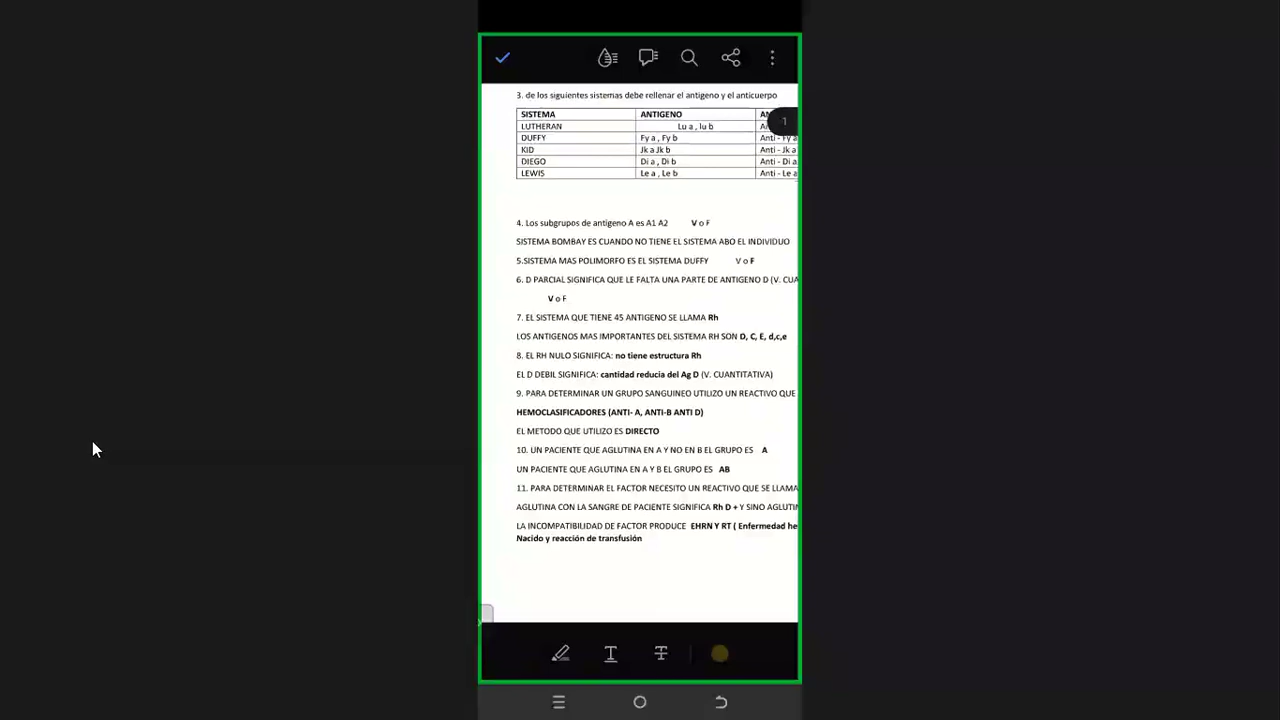 3. de los siguientes sistemas debe rellenar el antigeno y el anticuerpo
SISTEMA ANTIGENO
LUTHERAN Lu a , lu b
1
DUFFY Fy a , Fy b Anti - Fy a
KID Jk a Jk b Anti - Jk a
DIEGO Di a , Di b Anti - Di a
LEWIS Le a , Le b Anti - Le a
4. Los subgrupos de antígeno A es A1 A2 V o F
SISTEMA BOMBAY ES CUANDO NO TIENE EL SISTEMA ABO EL INDIVIDUO
5.SISTEMA MAS POLIMORFO ES EL SISTEMA DUFFY V o F
6. D PARCIAL SIGNIFICA QUE LE FALTA UNA PARTE DE ANTIGENO D (V. CUA
V o F
7. EL SISTEMA QUE TIENE 45 ANTIGENO SE LLAMA Rh
LOS ANTIGENOS MAS IMPORTANTES DEL SISTEMA RH SON D, C, E, d,c,e
8. EL RH NULO SIGNIFICA: no tiene estructura Rh
EL D DEBIL SIGNIFICA: cantidad reducia del Ag D (V. CUANTITATIVA)
9. PARA DETERMINAR UN GRUPO SANGUINEO UTILIZO UN REACTIVO QUE
HEMOCLASIFICADORES (ANTI- A, ANTI-B ANTI D)
EL METODO QUE UTILIZO ES DIRECTO
10. UN PACIENTE QUE AGLUTINA EN A Y NO EN B EL GRUPO ES A
UN PACIENTE QUE AGLUTINA EN A Y B EL GRUPO ES AB
11. PARA DETERMINAR EL FACTOR NECESITO UN REACTIVO QUE SE LLAMA
AGLUTINA CON LA SANGRE DE PACIENTE SIGNIFICA Rh D + Y SINO AGLUTIN
LA INCOMPATIBILIDAD DE FACTOR PRODUCE EHRN Y RT ( Enfermedad he
Nacido y reacción de transfusión